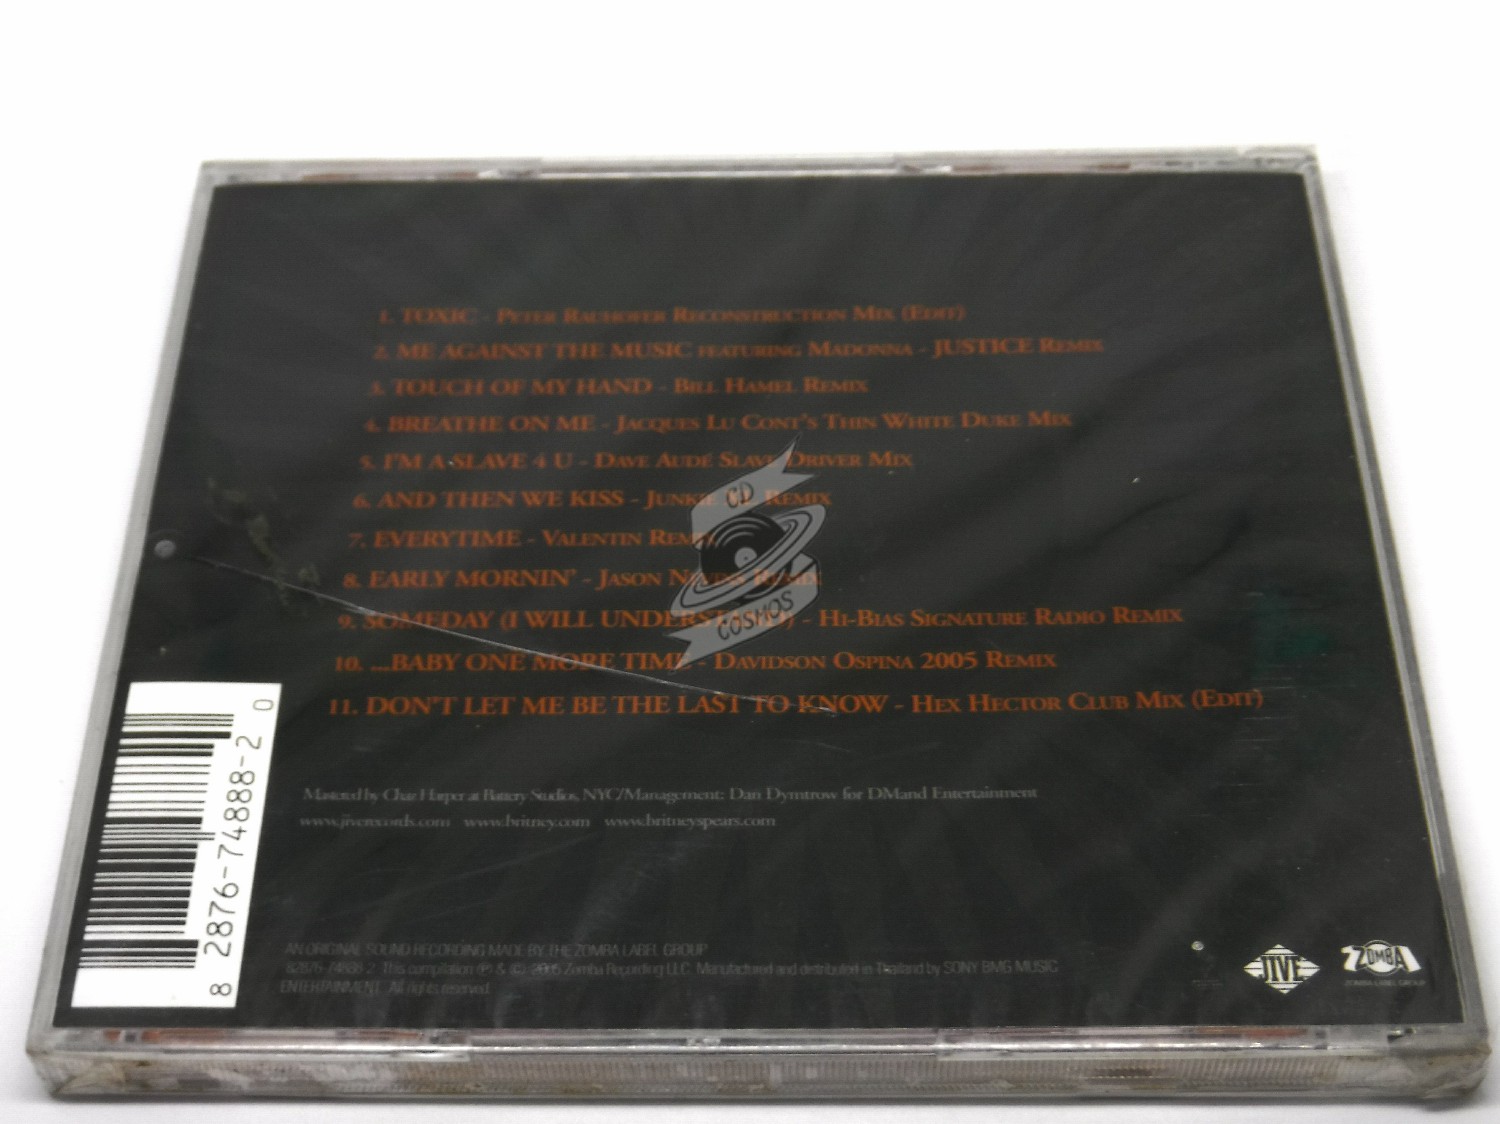 1. TOXIC - PETER RAUHOFER RECONSTRUCTION MIX (EDIT)
2. ME AGAINST THE MUSIC FEATURING MADONNA - JUSTICE REMIX
3. TOUCH OF MY HAND - BILL HAMEL REMIX
4. BREATHE ON ME - JACQUES LU CONT'S THIN WHITE DUKE MIX
5. I'M A SLAVE 4 U - DAVE AUDÉ SLAVE DRIVER MIX
6. AND THEN WE KISS - JUNKIE XL REMIX
7. EVERYTIME - VALENTIN REMIX
8. EARLY MORNIN' - JASON NEVINS REMIX
9. SOMEDAY (I WILL UNDERSTAND) - HI-BIAS SIGNATURE RADIO REMIX
10. ...BABY ONE MORE TIME - DAVIDSON OSPINA 2005 REMIX
11. DON'T LET ME BE THE LAST TO KNOW - HEX HECTOR CLUB MIX (EDIT)
CD
COSMOS
Mastered by Chaz Harper at Battery Studios, NYC/Management: Dan Dymtrow for DMand Entertainment
www.jiverecords.com www.britney.com www.britneyspears.com
8 2876-74888-2 0
AN ORIGINAL SOUND RECORDING MADE BY THE ZOMBA LABEL GROUP
82876-74888-2 This compilation ℗ & © 2005 Zomba Recording LLC. Manufactured and distributed in Thailand by SONY BMG MUSIC
ENTERTAINMENT. All rights reserved.
JIVE
ZOMBA
ZOMBA LABEL GROUP